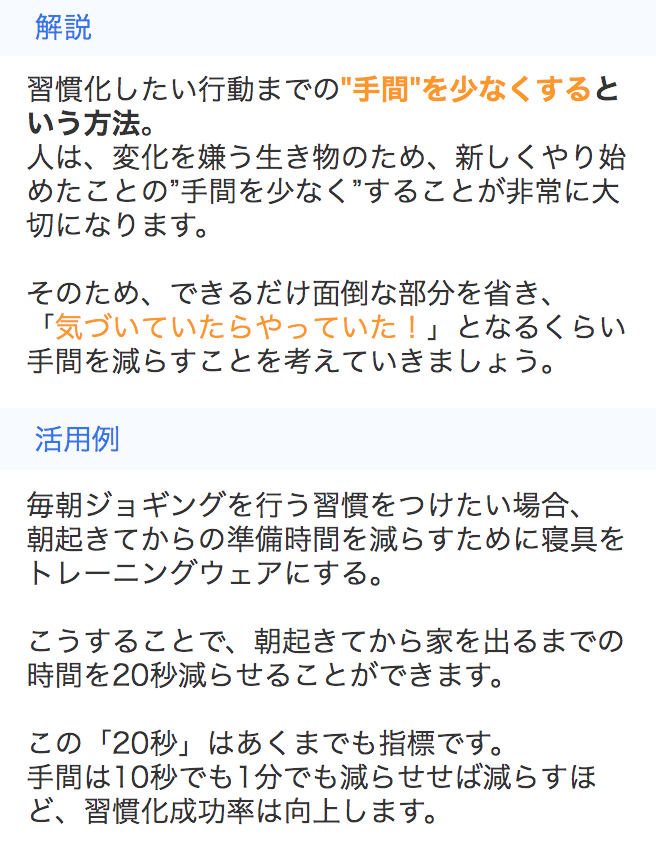 解説
習慣化したい行動までの"手間"を少なくすると
いう方法。
人は、変化を嫌う生き物のため、新しくやり始
めたことの”手間を少なく”することが非常に大
切になります。
そのため、できるだけ面倒な部分を省き、
「気づいていたらやっていた！」となるくらい
手間を減らすことを考えていきましょう。
活用例
毎朝ジョギングを行う習慣をつけたい場合、
朝起きてからの準備時間を減らすために寝具を
トレーニングウェアにする。
こうすることで、朝起きてから家を出るまでの
時間を20秒減らせることができます。
この「20秒」はあくまでも指標です。
手間は10秒でも1分でも減らせせば減らすほ
ど、習慣化成功率は向上します。